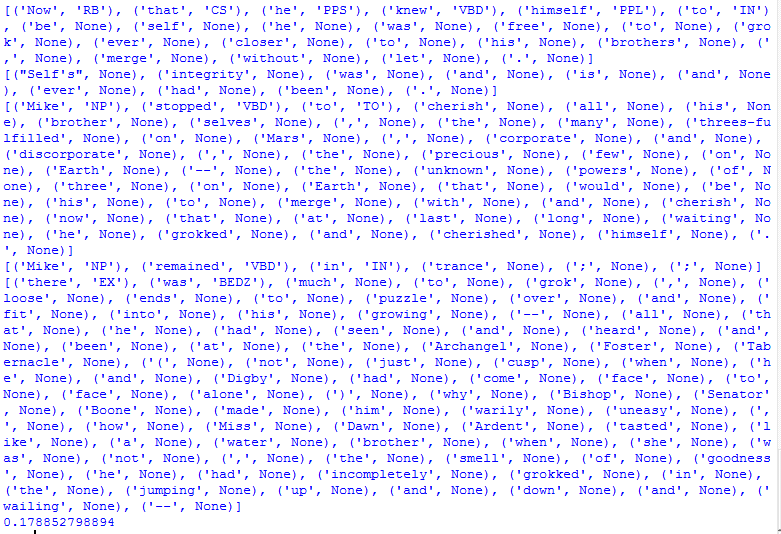 [('Now', 'RB'), ('that', 'CS'), ('he', 'PPS'), ('knew', 'VBD'), ('himself', 'PPL'), ('to', 'IN')
, ('be', None), ('self', None), ('he', None), ('was', None), ('free', None), ('to', None), ('gro
k', None), ('ever', None), ('closer', None), ('to', None), ('his', None), ('brothers', None), ('
,', None), ('merge', None), ('without', None), ('let', None), ('.', None)]
[("Self's", None), ('integrity', None), ('was', None), ('and', None), ('is', None), ('and', None
), ('ever', None), ('had', None), ('been', None), ('.', None)]
[('Mike', 'NP'), ('stopped', 'VBD'), ('to', 'TO'), ('cherish', None), ('all', None), ('his', Non
e), ('brother', None), ('selves', None), (',', None), ('the', None), ('many', None), ('threes-fu
lfilled', None), ('on', None), ('Mars', None), (',', None), ('corporate', None), ('and', None),
('discorporate', None), (',', None), ('the', None), ('precious', None), ('few', None), ('on', No
ne), ('Earth', None), ('--', None), ('the', None), ('unknown', None), ('powers', None), ('of', N
one), ('three', None), ('on', None), ('Earth', None), ('that', None), ('would', None), ('be', No
ne), ('his', None), ('to', None), ('merge', None), ('with', None), ('and', None), ('cherish', No
ne), ('now', None), ('that', None), ('at', None), ('last', None), ('long', None), ('waiting', No
ne), ('he', None), ('grokked', None), ('and', None), ('cherished', None), ('himself', None), ('.
', None)]
[('Mike', 'NP'), ('remained', 'VBD'), ('in', 'IN'), ('trance', None), (';', None), (';', None)]
[('there', 'EX'), ('was', 'BEDZ'), ('much', None), ('to', None), ('grok', None), (',', None), ('
loose', None), ('ends', None), ('to', None), ('puzzle', None), ('over', None), ('and', None), ('
fit', None), ('into', None), ('his', None), ('growing', None), ('--', None), ('all', None), ('th
at', None), ('he', None), ('had', None), ('seen', None), ('and', None), ('heard', None), ('and',
None), ('been', None), ('at', None), ('the', None), ('Archangel', None), ('Foster', None), ('Tab
ernacle', None), ('(', None), ('not', None), ('just', None), ('cusp', None), ('when', None), ('h
e', None), ('and', None), ('Digby', None), ('had', None), ('come', None), ('face', None), ('to',
None), ('face', None), ('alone', None), (')', None), ('why', None), ('Bishop', None), ('Senator'
, None), ('Boone', None), ('made', None), ('him', None), ('warily', None), ('uneasy', None), (',
', None), ('how', None), ('Miss', None), ('Dawn', None), ('Ardent', None), ('tasted', None), ('l
ike', None), ('a', None), ('water', None), ('brother', None), ('when', None), ('she', None), ('w
as', None), ('not', None), (',', None), ('the', None), ('smell', None), ('of', None), ('goodness
', None), ('he', None), ('had', None), ('incompletely', None), ('grokked', None), ('in', None),
('the', None), ('jumping', None), ('up', None), ('and', None), ('down', None), ('and', None), ('
wailing', None), ('--', None)]
0.178852798894